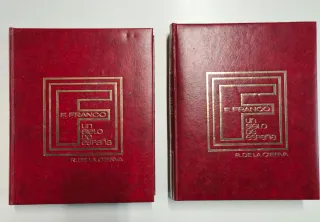 F. FRANCO
UN
SIGLO
DE
ESPAÑA
R. DE LA CIERVA
F. FRANCO
UN
SIGLO
DE
ESPAÑA
R. DE LA CIERVA